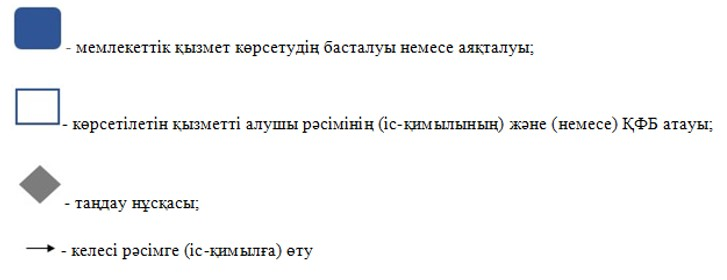 - мемлекеттік қызмет көрсетудің басталуы немесе аяқталуы;
- көрсетілетін қызметті алушы рәсімінің (іс-қимылының) және (немесе) ҚФБ атауы;
- таңдау нұсқасы;
- келесі рәсімге (іс-қимылға) өту